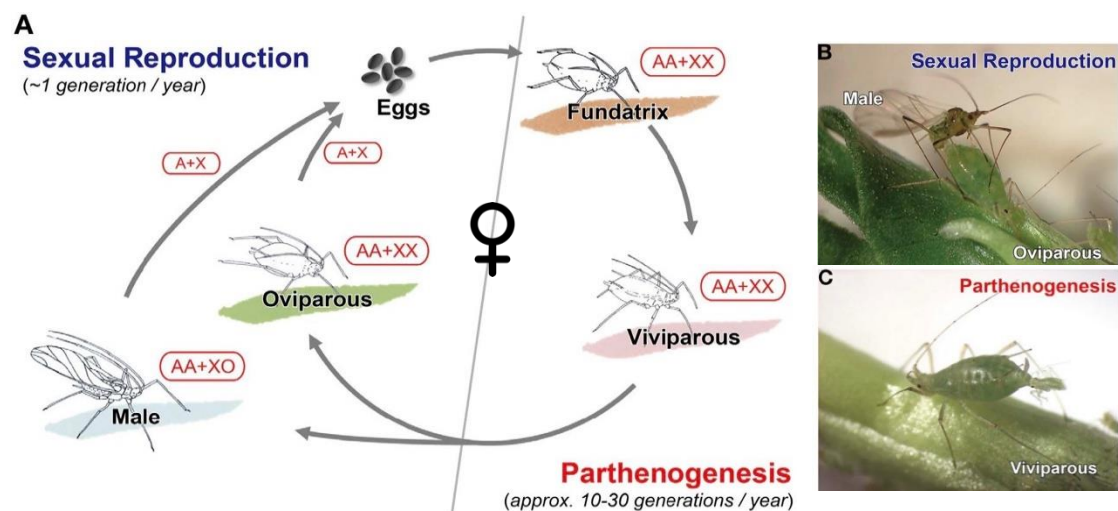 A
Sexual Reproduction
(~1 generation / year)
Eggs
AA+XX
Fundatrix
A+X
A+X
AA+XX
Oviparous
AA+XX
Viviparous
AA+XO
Male
Parthenogenesis
(approx. 10-30 generations / year)
B
Sexual Reproduction
Male
Oviparous
C
Parthenogenesis
Viviparous